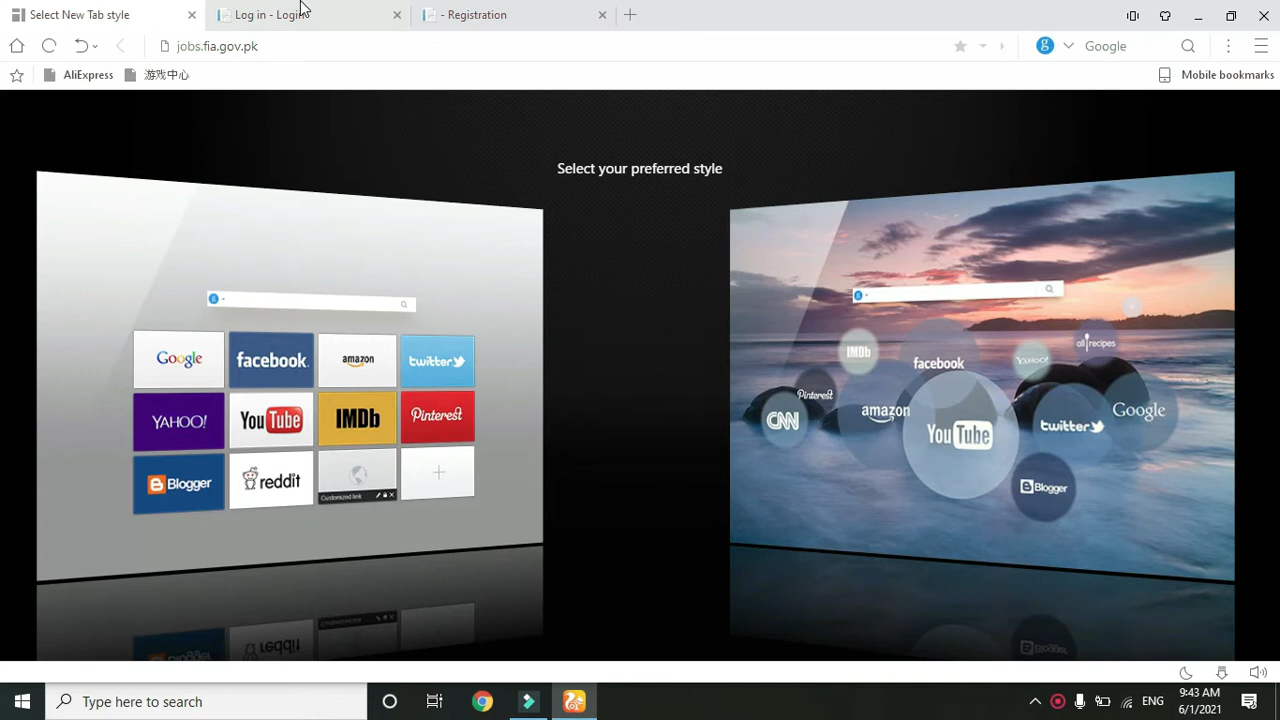 Select New Tab style
Log in - Login
- Registration
jobs.fia.gov.pk
g
Google
AliExpress
游戏中心
Mobile bookmarks
Select your preferred style
g
Google
facebook.
amazon
twitter
YAHOO!
YouTube
IMDb
Pinterest
Blogger
reddit
Customized link
g
IMDb
facebook
YAHOO!
allrecipes
Pinterest
CNN
amazon
YouTube
twitter
Google
Blogger
Type here to search
ENG
9:43 AM
6/1/2021